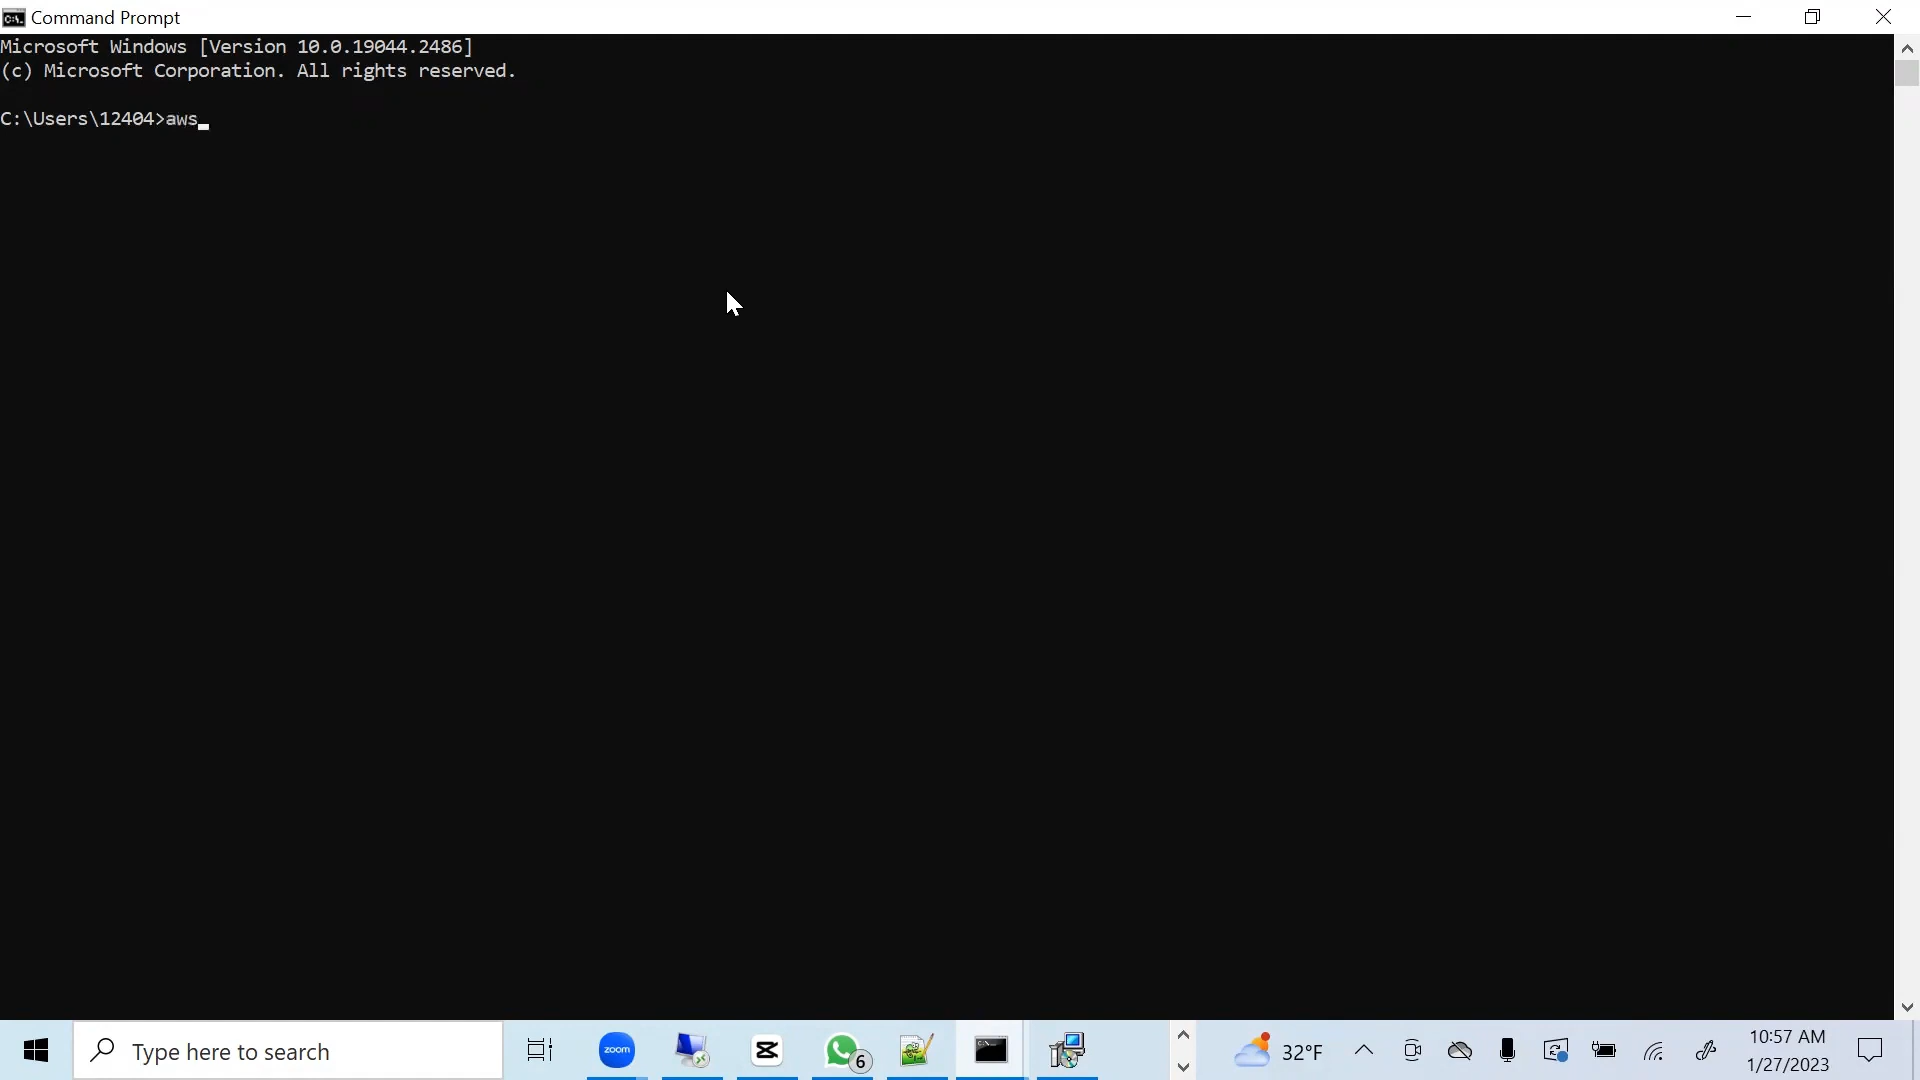 Command Prompt
Microsoft Windows [Version 10.0.19044.2486]
(c) Microsoft Corporation. All rights reserved.
C:\Users\12404>aws_
Type here to search
zoom
6
32°F
10:57 AM
1/27/2023